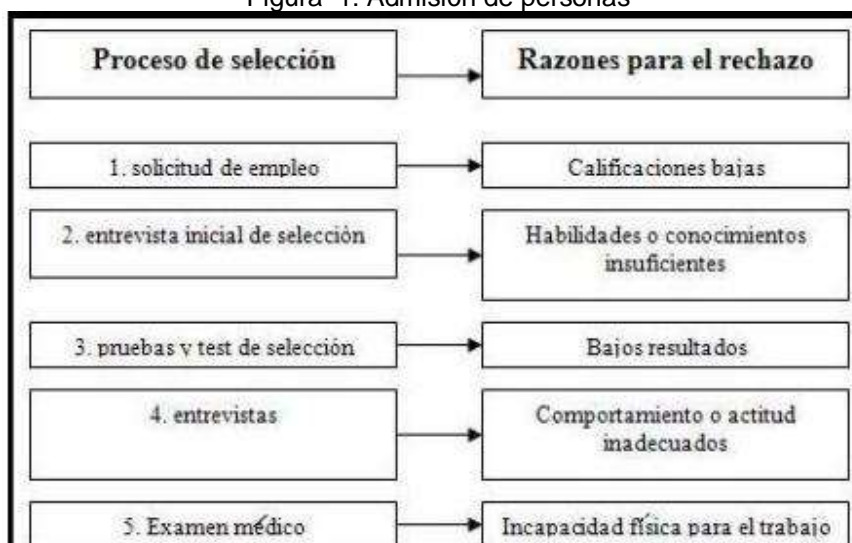 Figura 1. Admisión de personas
Proceso de selección
Razones para el rechazo
1. solicitud de empleo
Calificaciones bajas
2. entrevista inicial de selección
Habilidades o conocimientos
insuficientes
3. pruebas y test de selección
Bajos resultados
4. entrevistas
Comportamiento o actitud
inadecuados
5. Examen médico
Incapacidad física para el trabajo